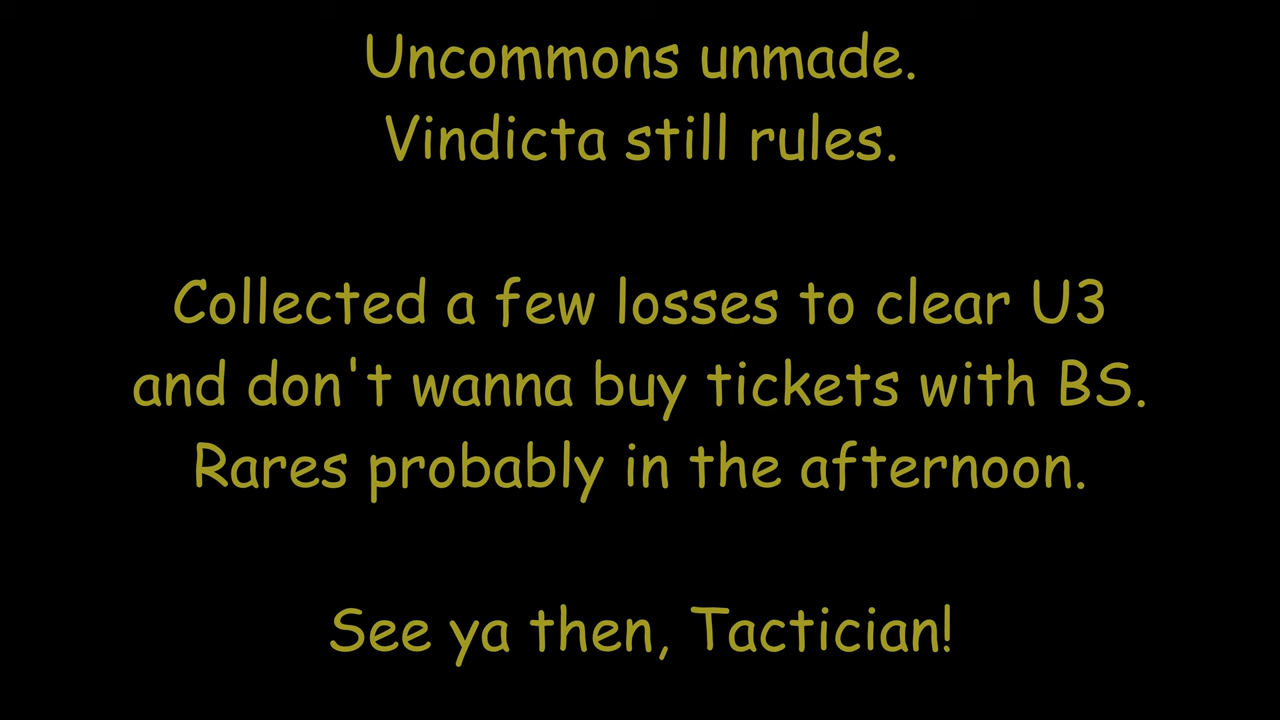 Uncommons unmade.
Vindicta still rules.
Collected a few losses to clear U3
and don't wanna buy tickets with BS.
Rares probably in the afternoon.
See ya then, Tactician!